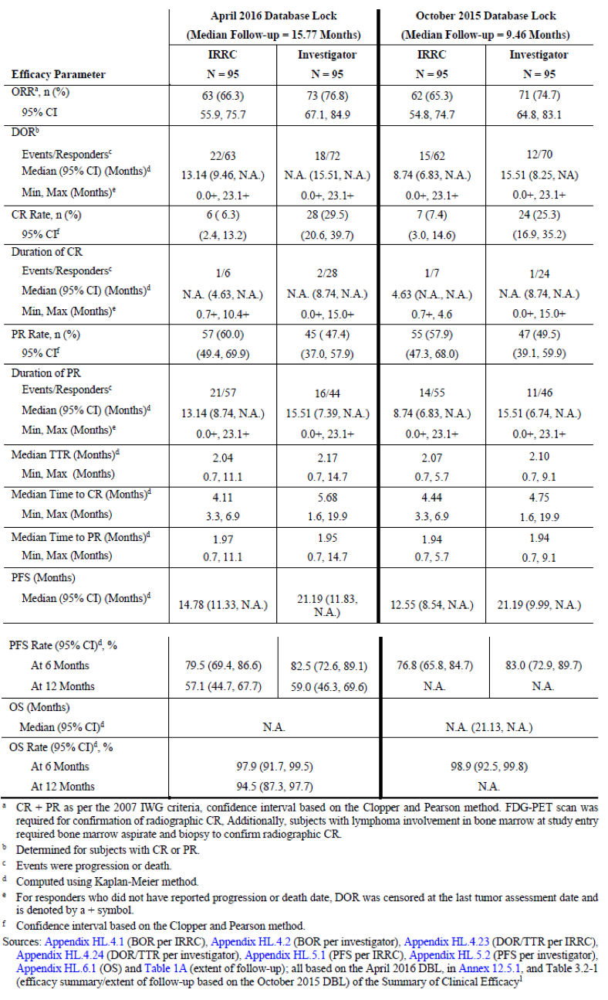 April 2016 Database Lock October 2015 Database Lock
(Median Follow-up = 15.77 Months) (Median Follow-up = 9.46 Months)
IRRC Investigator IRRC Investigator
Efficacy Parameter N = 95 N = 95 N = 95 N = 95
ORRa, n (%) 63 (66.3) 73 (76.8) 62 (65.3) 71 (74.7)
95% CI 55.9, 75.7 67.1, 84.9 54.8, 74.7 64.8, 83.1
DORb
Events/Respondersc 22/63 18/72 15/62 12/70
Median (95% CI) (Months)d 13.14 (9.46, N.A.) N.A. (15.51, N.A.) 8.74 (6.83, N.A.) 15.51 (8.25, NA)
Min, Max (Months)e 0.0+, 23.1+ 0.0+, 23.1+ 0.0+, 23.1+ 0.0+, 23.1+
CR Rate, n (%) 6 ( 6.3) 28 (29.5) 7 (7.4) 24 (25.3)
95% CIf (2.4, 13.2) (20.6, 39.7) (3.0, 14.6) (16.9, 35.2)
Duration of CR
Events/Respondersc 1/6 2/28 1/7 1/24
Median (95% CI) (Months)d N.A. (4.63, N.A.) N.A. (8.74, N.A.) 4.63 (N.A., N.A.) N.A. (8.74, N.A.)
Min, Max (Months)e 0.7+, 10.4+ 0.0+, 15.0+ 0.7+, 4.6 0.0+, 15.0+
PR Rate, n (%) 57 (60.0) 45 ( 47.4) 55 (57.9) 47 (49.5)
95% CIf (49.4, 69.9) (37.0, 57.9) (47.3, 68.0) (39.1, 59.9)
Duration of PR
Events/Respondersc 21/57 16/44 14/55 11/46
Median (95% CI) (Months)d 13.14 (8.74, N.A.) 15.51 (7.39, N.A.) 8.74 (6.83, N.A.) 15.51 (6.74, N.A.)
Min, Max (Months)e 0.0+, 23.1+ 0.0+, 23.1+ 0.0+, 23.1+ 0.0+, 23.1+
Median TTR (Months)d 2.04 2.17 2.07 2.10
Min, Max (Months) 0.7, 11.1 0.7, 14.7 0.7, 5.7 0.7, 9.1
Median Time to CR (Months)d 4.11 5.68 4.44 4.75
Min, Max (Months) 3.3, 6.9 1.6, 19.9 3.3, 6.9 1.6, 19.9
Median Time to PR (Months)d 1.97 1.95 1.94 1.94
Min, Max (Months) 0.7, 11.1 0.7, 14.7 0.7, 5.7 0.7, 9.1
PFS (Months)
Median (95% CI) (Months)d 14.78 (11.33, N.A.) 21.19 (11.83, N.A.) 12.55 (8.54, N.A.) 21.19 (9.99, N.A.)
PFS Rate (95% CI)d, %
At 6 Months 79.5 (69.4, 86.6) 82.5 (72.6, 89.1) 76.8 (65.8, 84.7) 83.0 (72.9, 89.7)
At 12 Months 57.1 (44.7, 67.7) 59.0 (46.3, 69.6) N.A. N.A.
OS (Months)
Median (95% CI)d N.A. N.A. (21.13, N.A.)
OS Rate (95% CI)d, %
At 6 Months 97.9 (91.7, 99.5) 98.9 (92.5, 99.8)
At 12 Months 94.5 (87.3, 97.7) N.A.
a CR + PR as per the 2007 IWG criteria, confidence interval based on the Clopper and Pearson method. FDG-PET scan was
required for confirmation of radiographic CR, Additionally, subjects with lymphoma involvement in bone marrow at study entry
required bone marrow aspirate and biopsy to confirm radiographic CR.
b Determined for subjects with CR or PR.
c Events were progression or death.
d Computed using Kaplan-Meier method.
e For responders who did not have reported progression or death date, DOR was censored at the last tumor assessment date and
is denoted by a + symbol.
f Confidence interval based on the Clopper and Pearson method.
Sources: Appendix HL.4.1 (BOR per IRRC), Appendix HL.4.2 (BOR per investigator), Appendix HL.4.23 (DOR/TTR per IRRC),
Appendix HL.4.24 (DOR/TTR per investigator), Appendix HL.5.1 (PFS per IRRC), Appendix HL.5.2 (PFS per investigator),
Appendix HL.6.1 (OS) and Table 1A (extent of follow-up); all based on the April 2016 DBL, in Annex 12.5.1, and Table 3.2-1
(efficacy summary/extent of follow-up based on the October 2015 DBL) of the Summary of Clinical Efficacy1